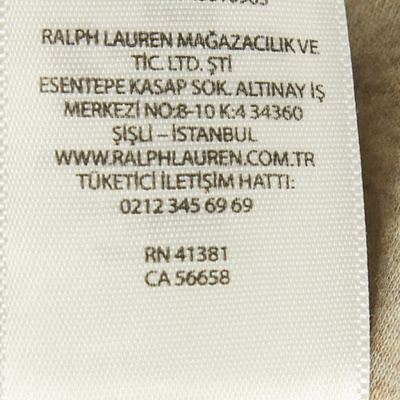 RALPH LAUREN MAĞAZACILIK VE
TİC. LTD. ŞTİ
ESENTEPE KASAP SOK. ALTINAY İŞ
MERKEZİ NO:8-10 K:4 34360
ŞİŞLİ – İSTANBUL
WWW.RALPHLAUREN.COM.TR
TÜKETİCİ İLETİŞİM HATTI:
0212 345 69 69
RN 41381
CA 56658